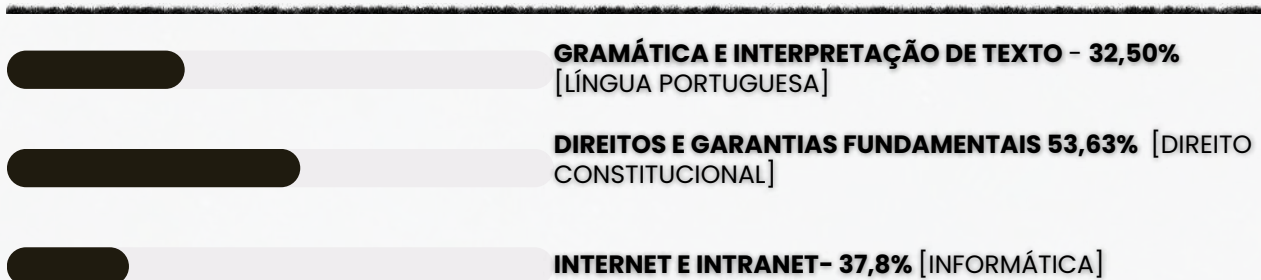 GRAMÁTICA E INTERPRETAÇÃO DE TEXTO - 32,50%
[LÍNGUA PORTUGUESA]
DIREITOS E GARANTIAS FUNDAMENTAIS 53,63% [DIREITO
CONSTITUCIONAL]
INTERNET E INTRANET- 37,8% [INFORMÁTICA]